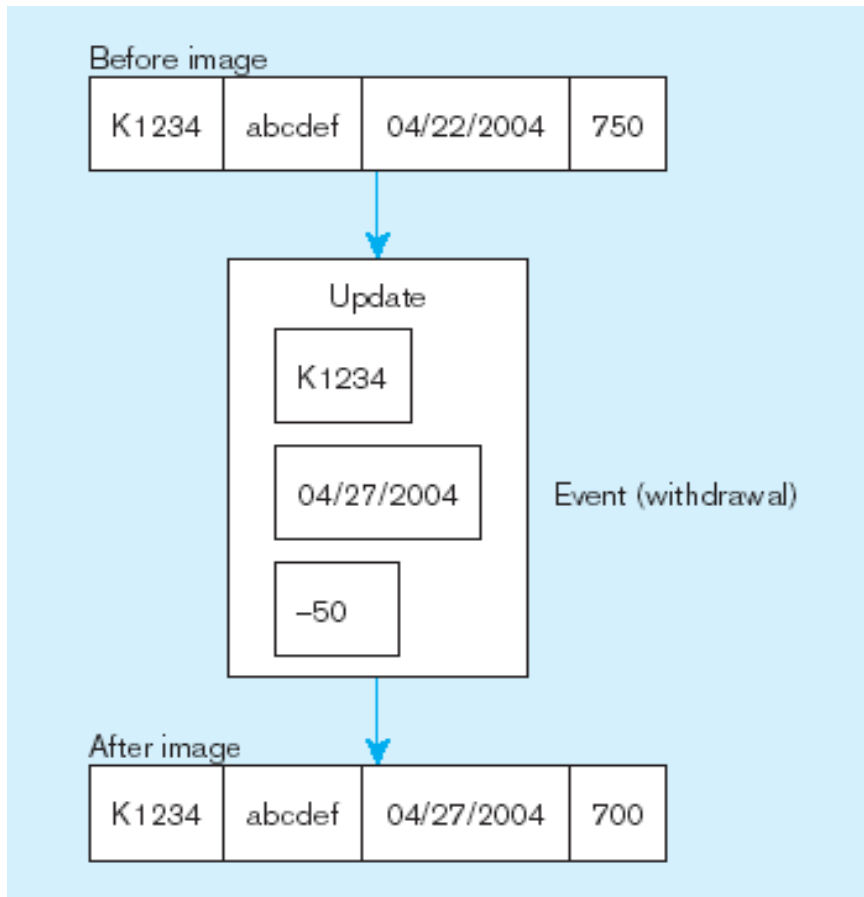 Before image
K1234 abcdef 04/22/2004 750
Update
K1234
04/27/2004
Event (withdrawal)
–50
After image
K1234 abcdef 04/27/2004 700